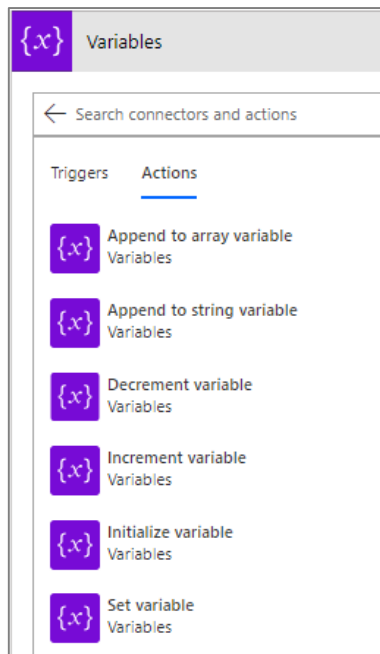 {x} Variables
← Search connectors and actions
Triggers Actions
{x} Append to array variable
Variables
{x} Append to string variable
Variables
{x} Decrement variable
Variables
{x} Increment variable
Variables
{x} Initialize variable
Variables
{x} Set variable
Variables